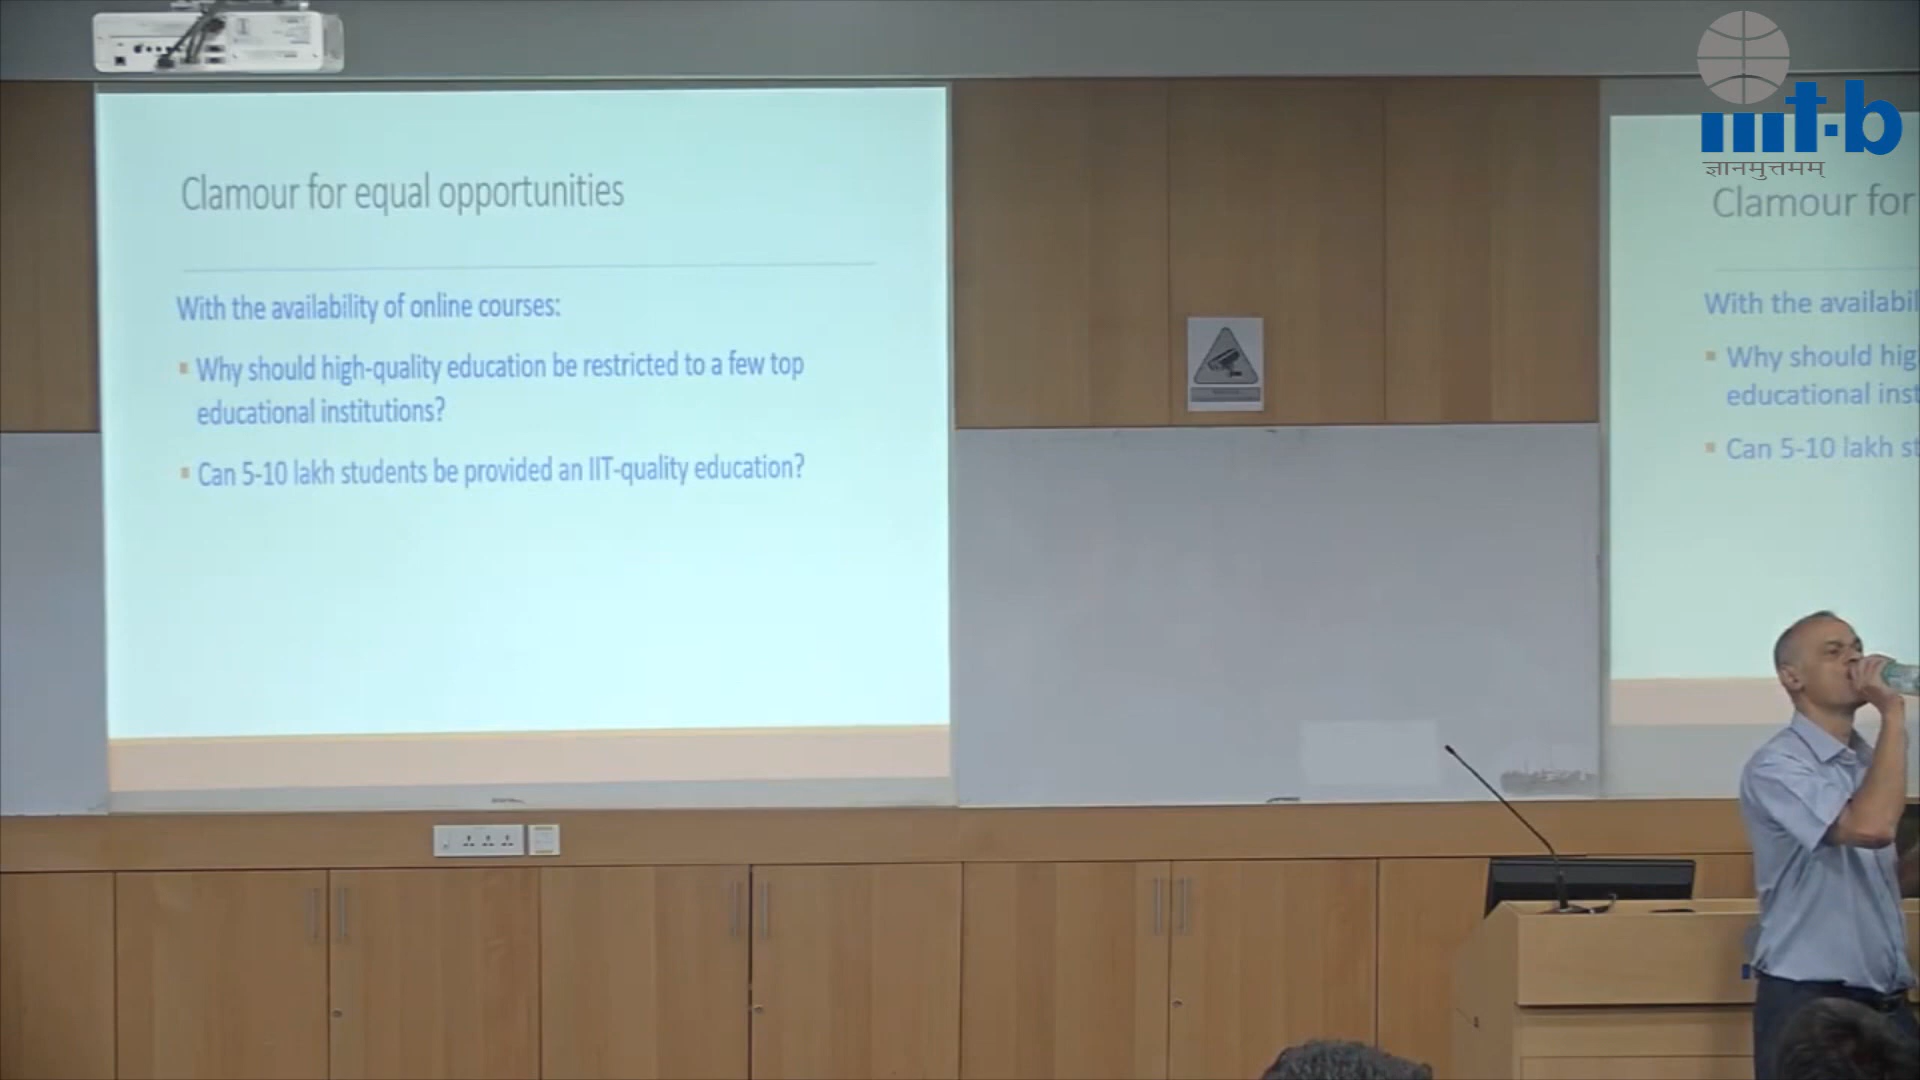 Clamour for equal opportunities
With the availability of online courses:
Why should high-quality education be restricted to a few top
educational institutions?
Can 5-10 lakh students be provided an IIT-quality education?
iiit-b
ज्ञानमुत्तमम्
Clamour for
With the availabil
Why should hig
educational inst
Can 5-10 lakh st